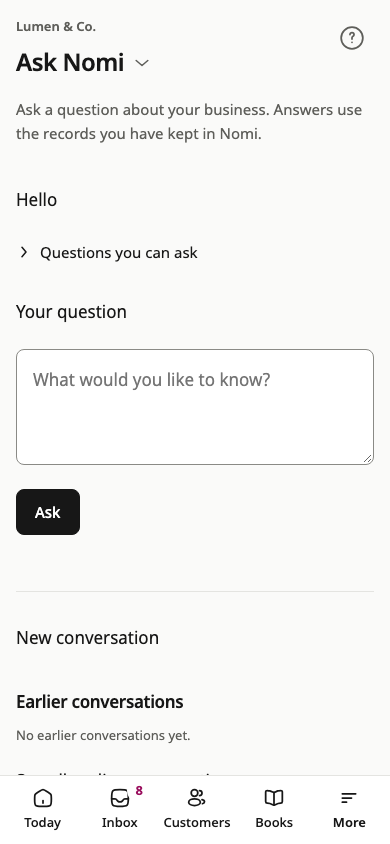 Lumen & Co.
Ask Nomi
Ask a question about your business. Answers use
the records you have kept in Nomi.
Hello
Questions you can ask
Your question
What would you like to know?
Ask
New conversation
Earlier conversations
No earlier conversations yet.
8
Today
Inbox
Customers
Books
More